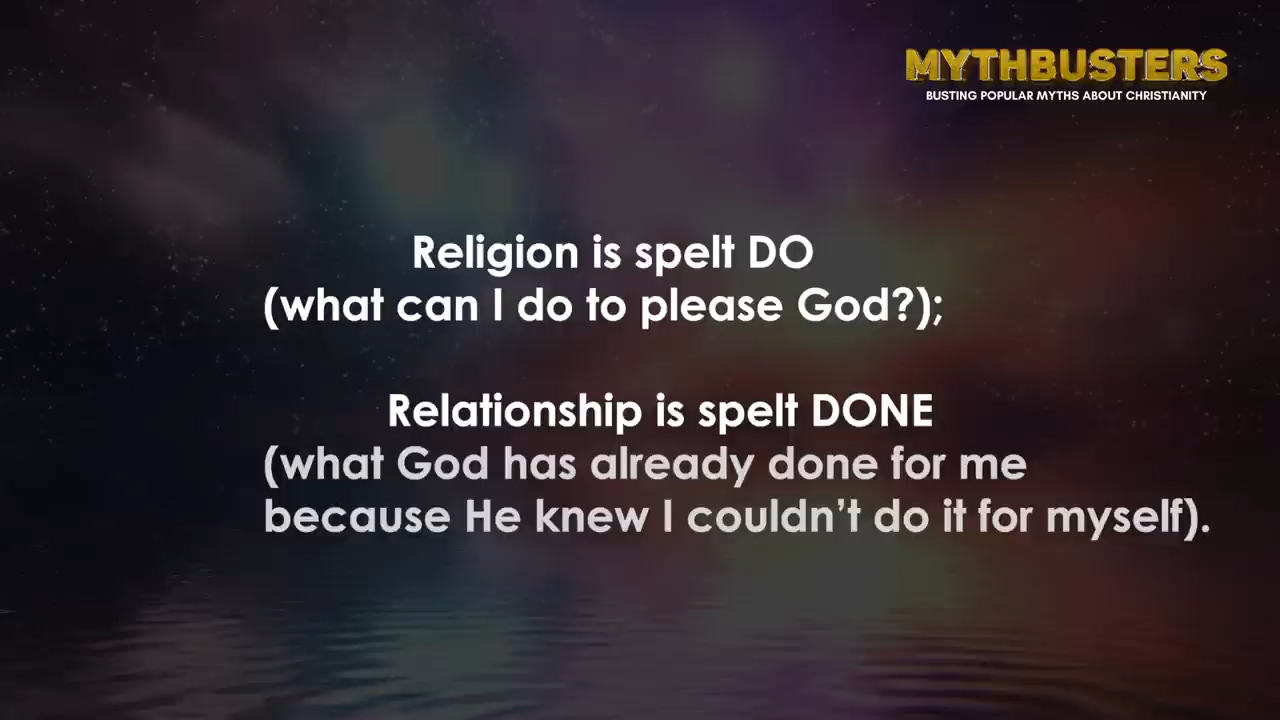 MYTHBUSTERS
BUSTING POPULAR MYTHS ABOUT CHRISTIANITY
Religion is spelt DO
(what can I do to please God?);
Relationship is spelt DONE
(what God has already done for me
because He knew I couldn’t do it for myself).